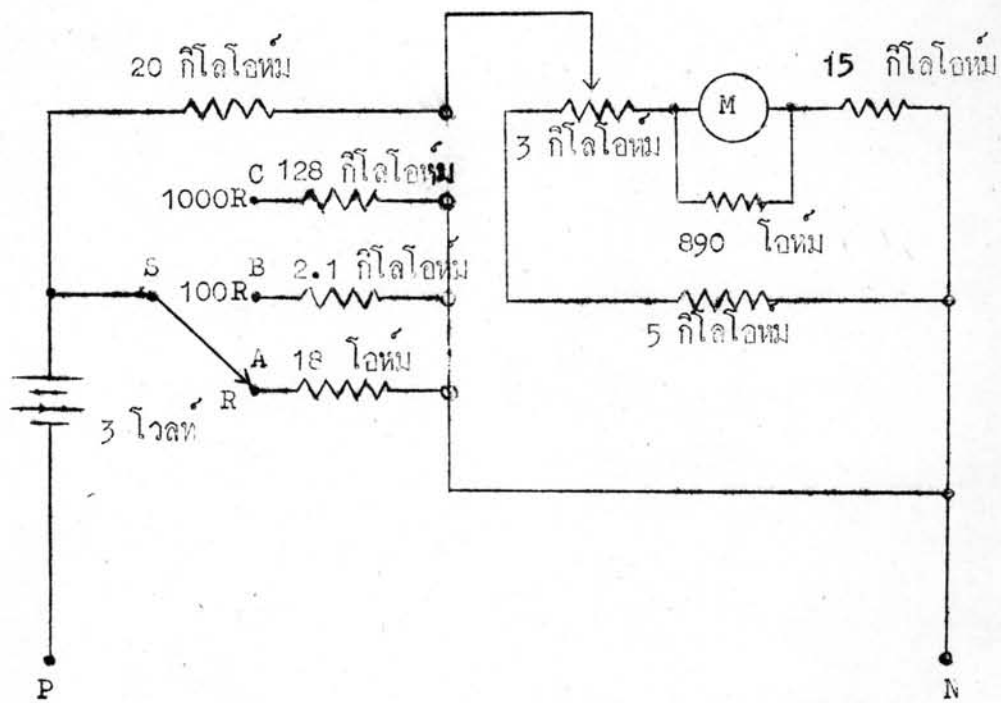 20 กิโลโอห์ม
15 กิโลโอห์ม
M
3 กิโลโอห์ม
C 128 กิโลโอห์ม
1000R
890 โอห์ม
S
B 2.1 กิโลโอห์ม
100R
5 กิโลโอห์ม
A 18 โอห์ม
R
3 โวลท์
P
N